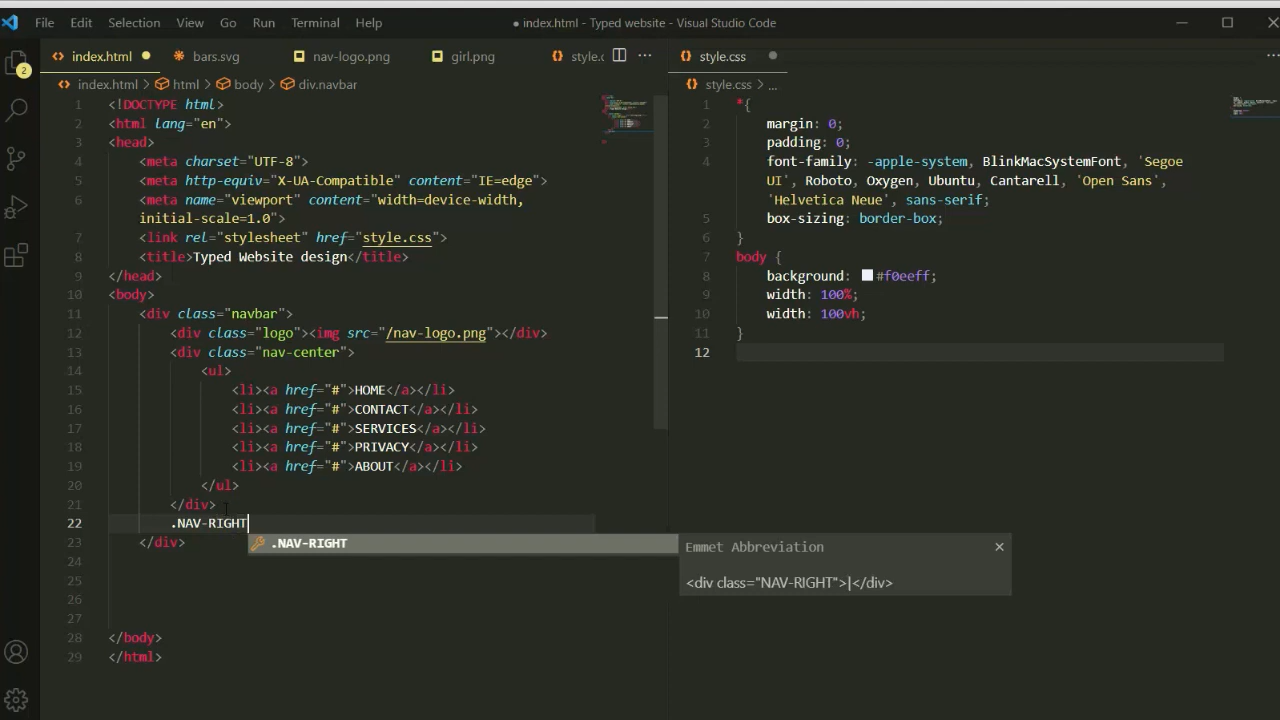 File Edit Selection View Go Run Terminal Help
● index.html - Typed website - Visual Studio Code
2
index.html bars.svg nav-logo.png girl.png style.c
index.html > html > body > div.navbar
1 <!DOCTYPE html>
2 <html lang="en">
3 <head>
4 <meta charset="UTF-8">
5 <meta http-equiv="X-UA-Compatible" content="IE=edge">
6 <meta name="viewport" content="width=device-width,
initial-scale=1.0">
7 <link rel="stylesheet" href="style.css">
8 <title>Typed Website design</title>
9 </head>
10 <body>
11 <div class="navbar">
12 <div class="logo"><img src="/nav-logo.png"></div>
13 <div class="nav-center">
14 <ul>
15 <li><a href="#">HOME</a></li>
16 <li><a href="#">CONTACT</a></li>
17 <li><a href="#">SERVICES</a></li>
18 <li><a href="#">PRIVACY</a></li>
19 <li><a href="#">ABOUT</a></li>
20 </ul>
21 </div>
22 .NAV-RIGHT
23 </div>
24
25
26
27
28 </body>
29 </html>
.NAV-RIGHT
style.css
style.css > ...
1 *{
2 margin: 0;
3 padding: 0;
4 font-family: -apple-system, BlinkMacSystemFont, 'Segoe
UI', Roboto, Oxygen, Ubuntu, Cantarell, 'Open Sans',
'Helvetica Neue', sans-serif;
5 box-sizing: border-box;
6 }
7 body {
8 background: #f0eeff;
9 width: 100%;
10 width: 100vh;
11 }
12
Emmet Abbreviation
<div class="NAV-RIGHT">|</div>